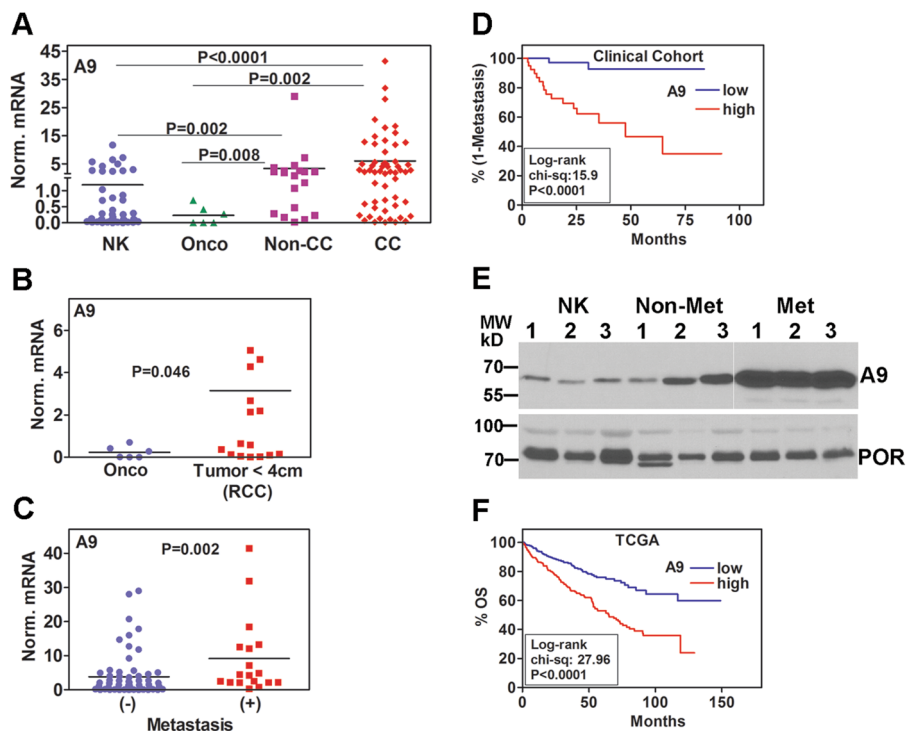 A
A9
Norm. mRNA
45
35
25
15
5
1.0
0.5
0.0
P<0.0001
P=0.002
P=0.002
P=0.008
NK Onco Non-CC CC
B
A9
Norm. mRNA
6
4
2
0
P=0.046
Onco Tumor < 4cm
(RCC)
C
A9
Norm. mRNA
40
30
20
10
0
P=0.002
(-) (+)
Metastasis
D
Clinical Cohort
A9 low
high
% (1-Metastasis)
100
80
60
40
20
0
Log-rank
chi-sq:15.9
P<0.0001
0 25 50 75 100
Months
E
NK Non-Met Met
MW
kD
1 2 3 1 2 3 1 2 3
70
55
A9
100
70
POR
F
TCGA
A9 low
high
% OS
100
80
60
40
20
0
Log-rank
chi-sq: 27.96
P<0.0001
0 50 100 150
Months